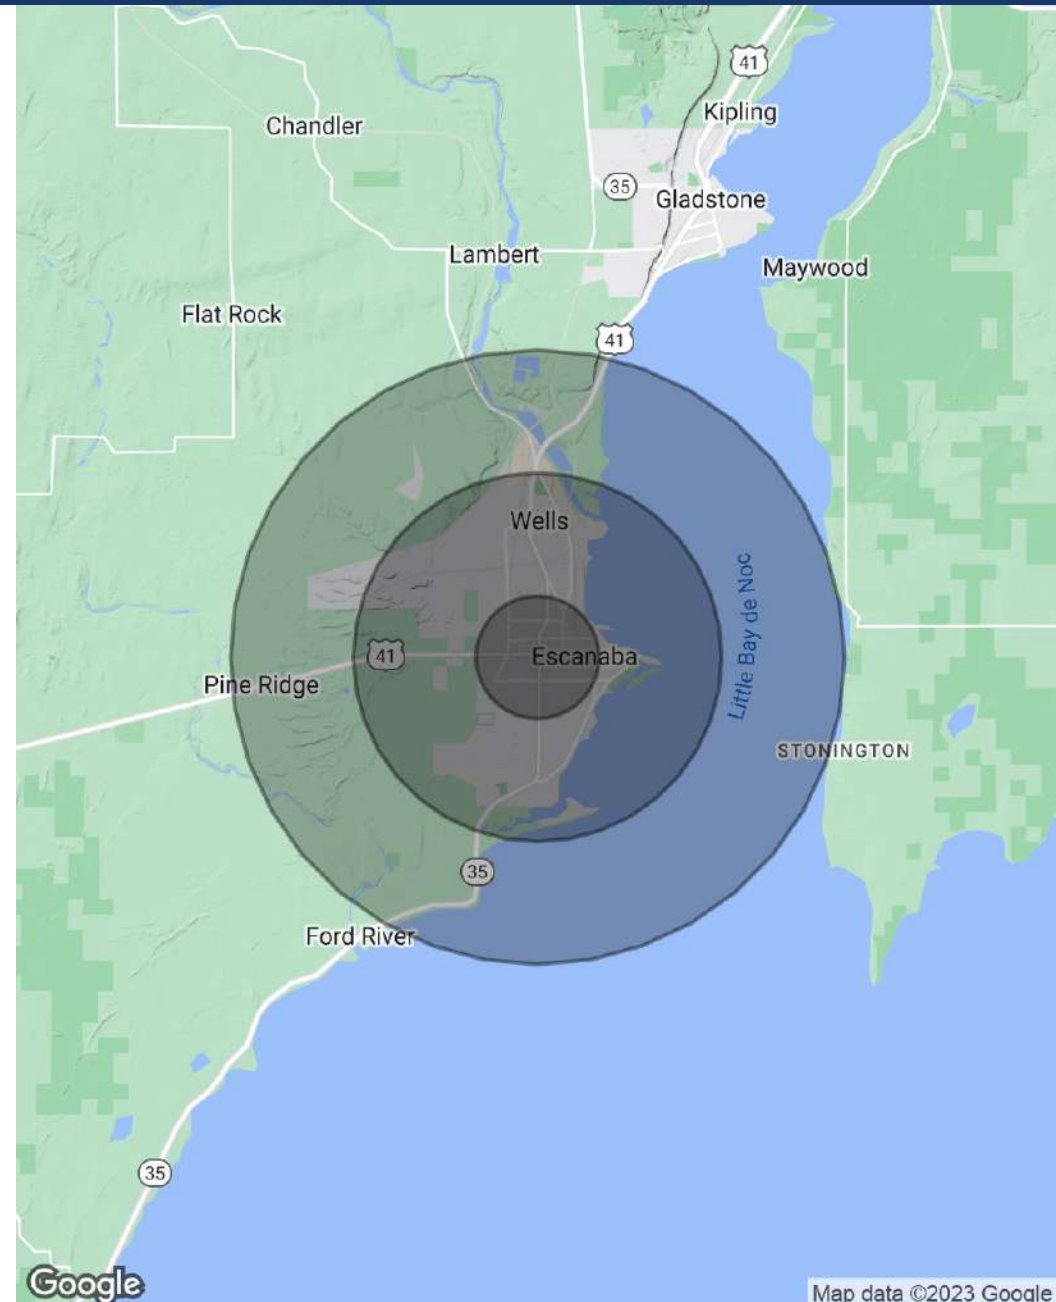 41
Kipling
Chandler
35
Gladstone
Lambert
Maywood
Flat Rock
41
Wells
Little Bay de Noc
41
Escanaba
Pine Ridge
STONINGTON
35
Ford River
35
Google
Map data ©2023 Google